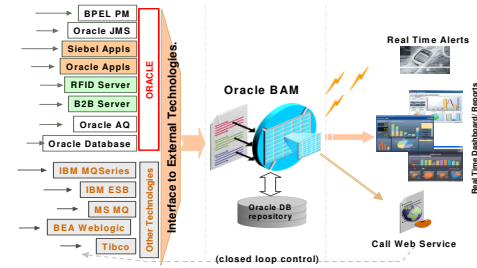 BPEL PM
Oracle JMS
Siebel Appls
Oracle Appls
RFID Server
B2B Server
Oracle AQ
Oracle Database
ORACLE
IBM MQSeries
IBM ESB
MS MQ
BEA Weblogic
Tibco
Other Technologies
Interface to External Technologies.
Oracle BAM
Oracle DB
repository
Real Time Alerts
Real Time Dashboard/ Reports
Call Web Service
(closed loop control)